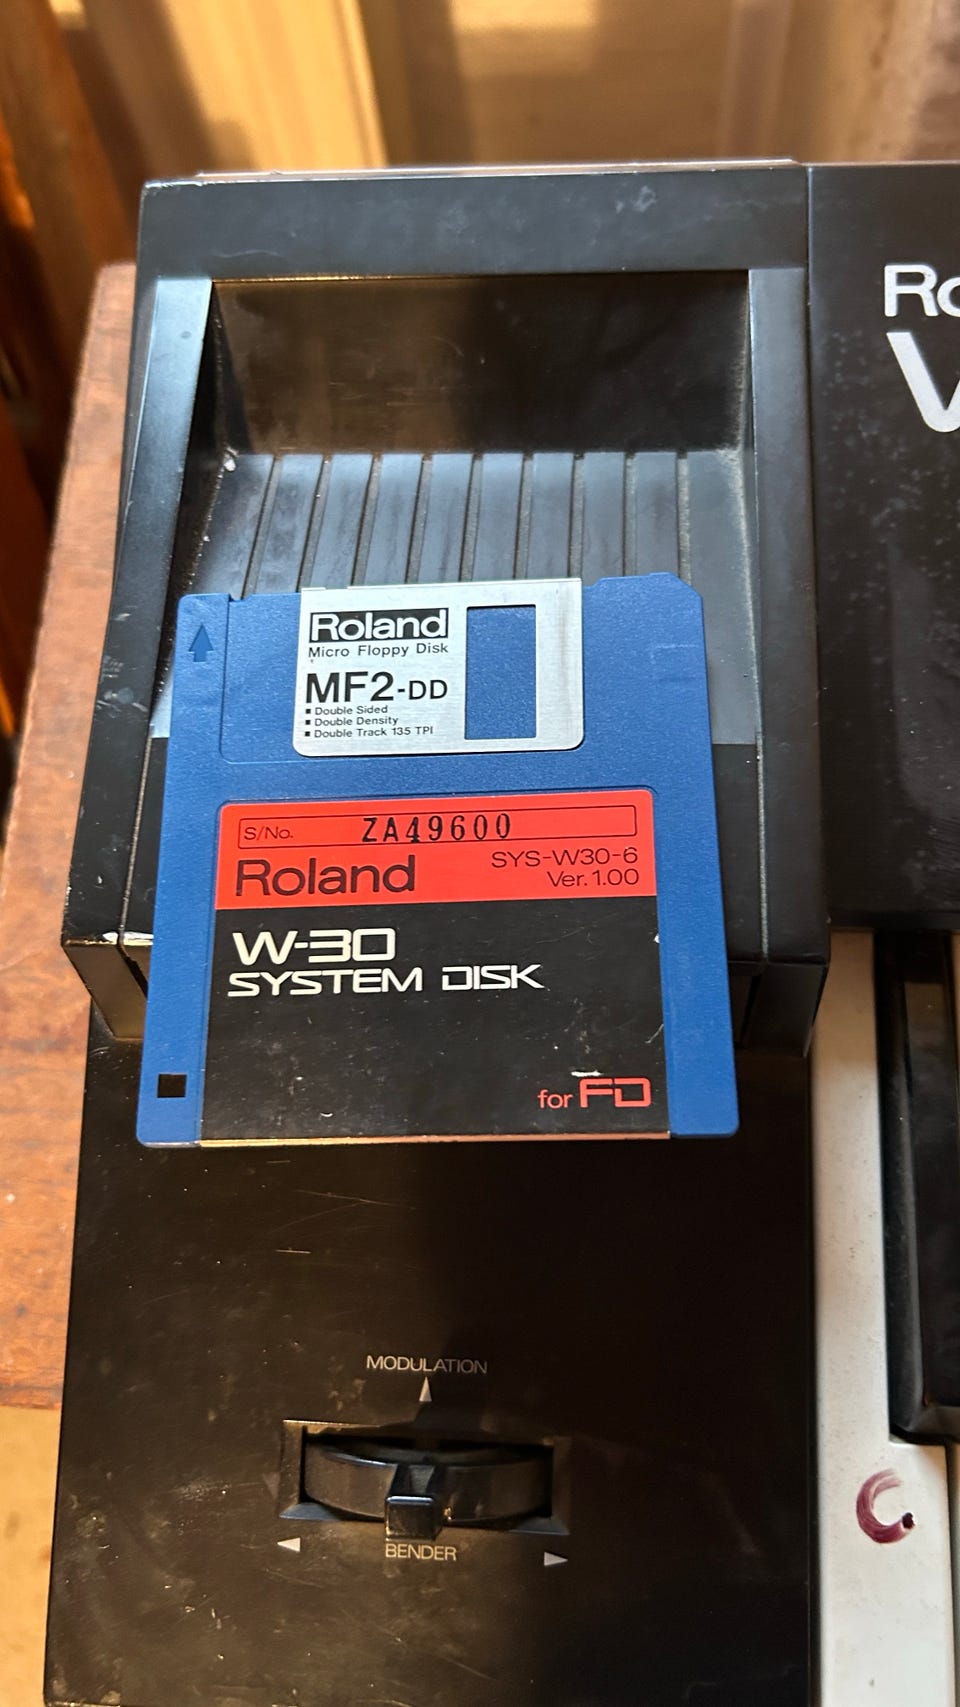 Ro
Roland
Micro Floppy Disk
MF2-DD
Double Sided
Double Density
Double Track 135 TPI
S/No. ZA49600
Roland SYS-W30-6
Ver. 1.00
W-30
SYSTEM DISK
for FD
MODULATION
BENDER
C